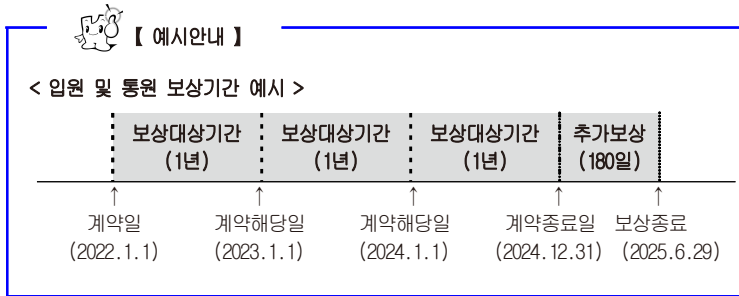 【 예시안내 】
< 입원 및 통원 보상기간 예시 >
보상대상기간 보상대상기간 보상대상기간 추가보상
(1년) (1년) (1년) (180일)
↑ ↑ ↑ ↑ ↑
계약일 계약해당일 계약해당일 계약종료일 보상종료
(2022.1.1) (2023.1.1) (2024.1.1) (2024.12.31) (2025.6.29)